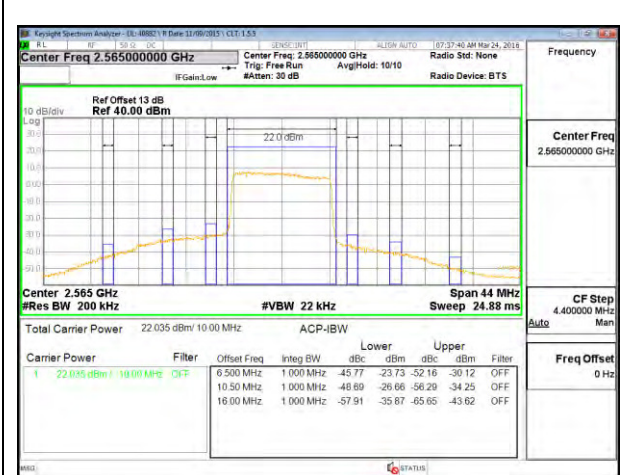 Keysight Spectrum Analyzer - UL: 40882 \ R Date: 11/09/2015 \ CLT: 1.5.3
RL RF 50 Ω DC SENSE:INT ALIGN AUTO 07:37:40 AM Mar 24, 2016
Center Freq 2.565000000 GHz
Center Freq: 2.565000000 GHz
Radio Std: None
Trig: Free Run Avg|Hold: 10/10
IFGain:Low #Atten: 30 dB Radio Device: BTS
Frequency
Ref Offset 13 dB
10 dB/div Ref 40.00 dBm
Log
22.0 dBm
Center Freq
2.565000000 GHz
Center 2.565 GHz Span 44 MHz
#Res BW 200 kHz #VBW 22 kHz Sweep 24.88 ms
CF Step
4.400000 MHz
Auto Man
Total Carrier Power 22.035 dBm/ 10.00 MHz ACP-IBW
Lower Upper
Carrier Power Filter Offset Freq Integ BW dBc dBm dBc dBm Filter
1 22.035 dBm / 10.00 MHz OFF 6.500 MHz 1.000 MHz -45.77 -23.73 -52.16 -30.12 OFF
10.50 MHz 1.000 MHz -48.69 -26.66 -56.29 -34.25 OFF
16.00 MHz 1.000 MHz -57.91 -35.87 -65.65 -43.62 OFF
Freq Offset
0 Hz
MSG STATUS